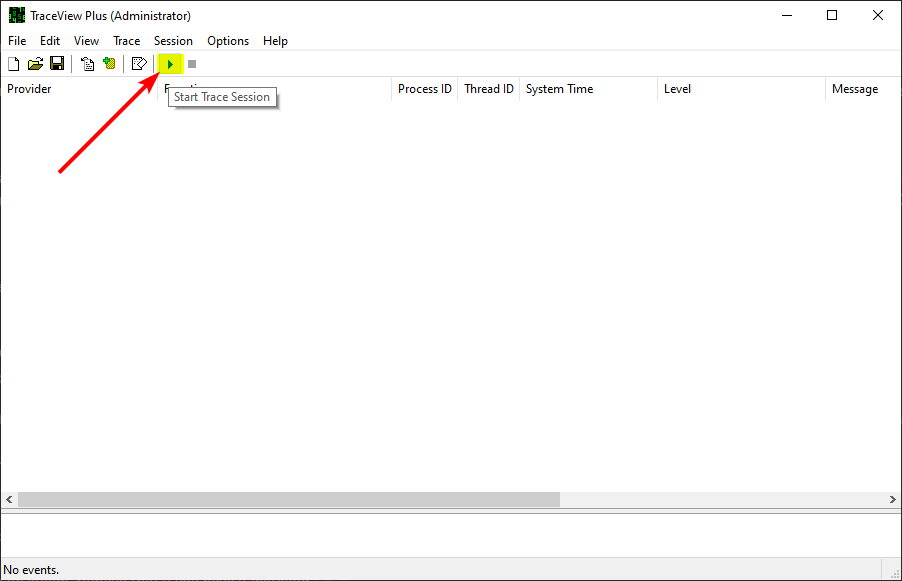 TraceView Plus (Administrator)
File Edit View Trace Session Options Help
Provider Process ID Thread ID System Time Level Message
Start Trace Session
No events.